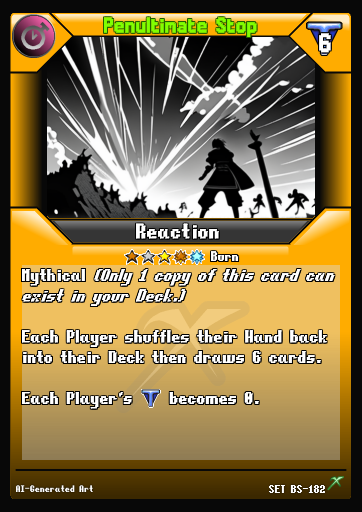 Penultimate Stop
6
Reaction
Burn
Mythical (Only 1 copy of this card can
exist in your Deck.)
Each Player shuffles their Hand back
into their Deck then draws 6 cards.
Each Player's T becomes 0.
AI-Generated Art
SET BS-182